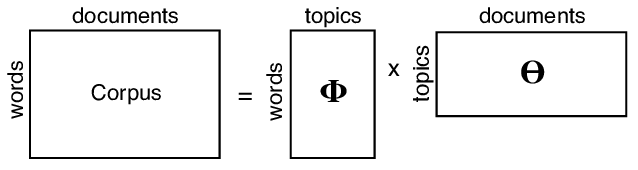 documents topics documents
words Corpus = words Φ x topics Θ